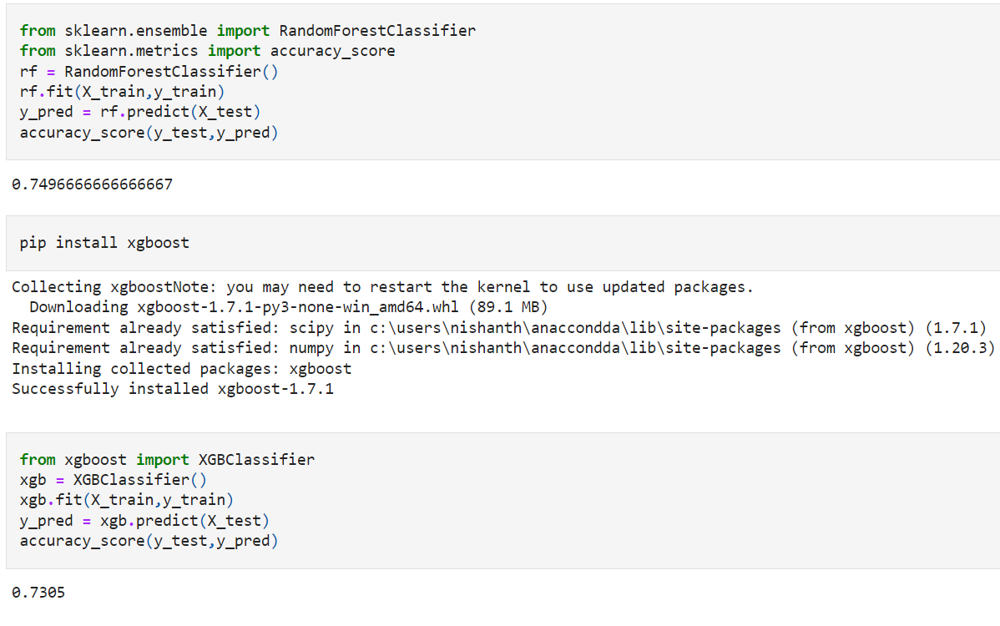 from sklearn.ensemble import RandomForestClassifier
from sklearn.metrics import accuracy_score
rf = RandomForestClassifier()
rf.fit(X_train,y_train)
y_pred = rf.predict(X_test)
accuracy_score(y_test,y_pred)
0.7496666666666667
pip install xgboost
Collecting xgboostNote: you may need to restart the kernel to use updated packages.
  Downloading xgboost-1.7.1-py3-none-win_amd64.whl (89.1 MB)
Requirement already satisfied: scipy in c:\users\nishanth\anaccondda\lib\site-packages (from xgboost) (1.7.1)
Requirement already satisfied: numpy in c:\users\nishanth\anaccondda\lib\site-packages (from xgboost) (1.20.3)
Installing collected packages: xgboost
Successfully installed xgboost-1.7.1
from xgboost import XGBClassifier
xgb = XGBClassifier()
xgb.fit(X_train,y_train)
y_pred = xgb.predict(X_test)
accuracy_score(y_test,y_pred)
0.7305